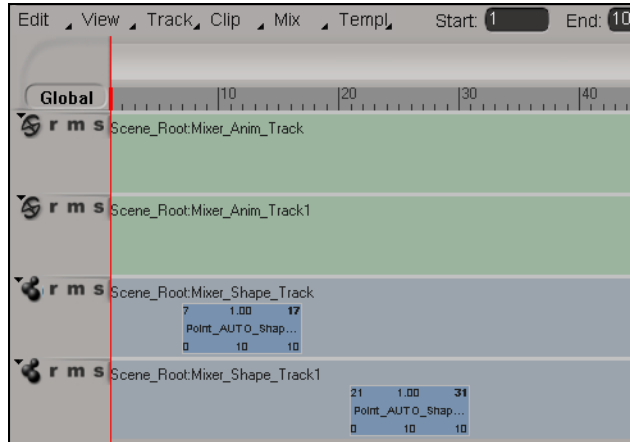 Edit View Track Clip Mix Templ Start: 1 End: 10
Global 10 20 30 40
r m s Scene_Root:Mixer_Anim_Track
r m s Scene_Root:Mixer_Anim_Track1
r m s Scene_Root:Mixer_Shape_Track
7 1.00 17
Point_AUTO_Shap...
0 10 10
r m s Scene_Root:Mixer_Shape_Track1
21 1.00 31
Point_AUTO_Shap...
0 10 10